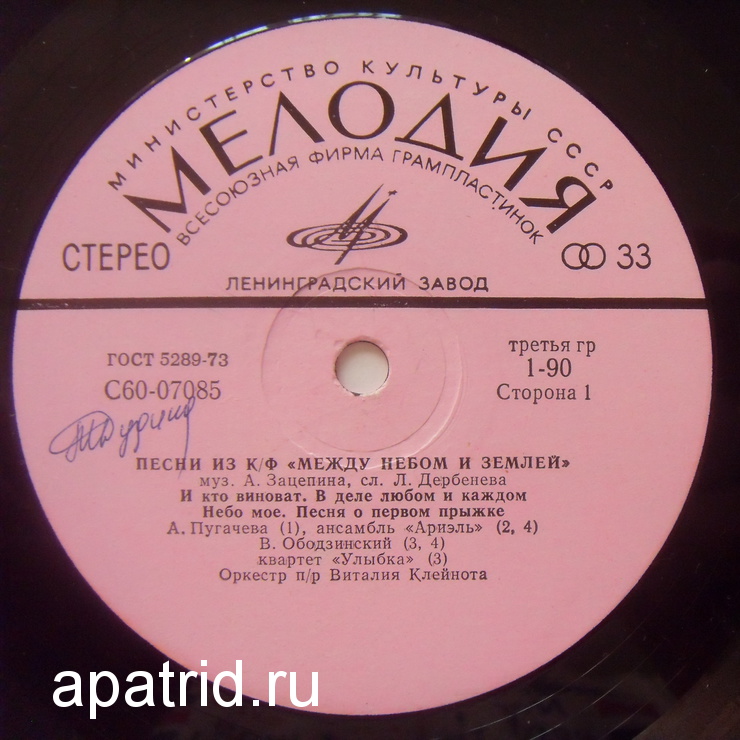 МИНИСТЕРСТВО КУЛЬТУРЫ СССР
МЕЛОДИЯ
ВСЕСОЮЗНАЯ ФИРМА ГРАМПЛАСТИНОК
СТЕРЕО
33
ЛЕНИНГРАДСКИЙ ЗАВОД
ГОСТ 5289-73
С60-07085
третья гр
1-90
Сторона 1
ПЕСНИ ИЗ К/Ф «МЕЖДУ НЕБОМ И ЗЕМЛЕЙ»
муз. А. Зацепина, сл. Л. Дербенева
И кто виноват. В деле любом и каждом
Небо мое. Песня о первом прыжке
А. Пугачева (1), ансамбль «Ариэль» (2, 4)
В. Ободзинский (3, 4)
квартет «Улыбка» (3)
Оркестр п/р Виталия Клейнота
apatrid.ru